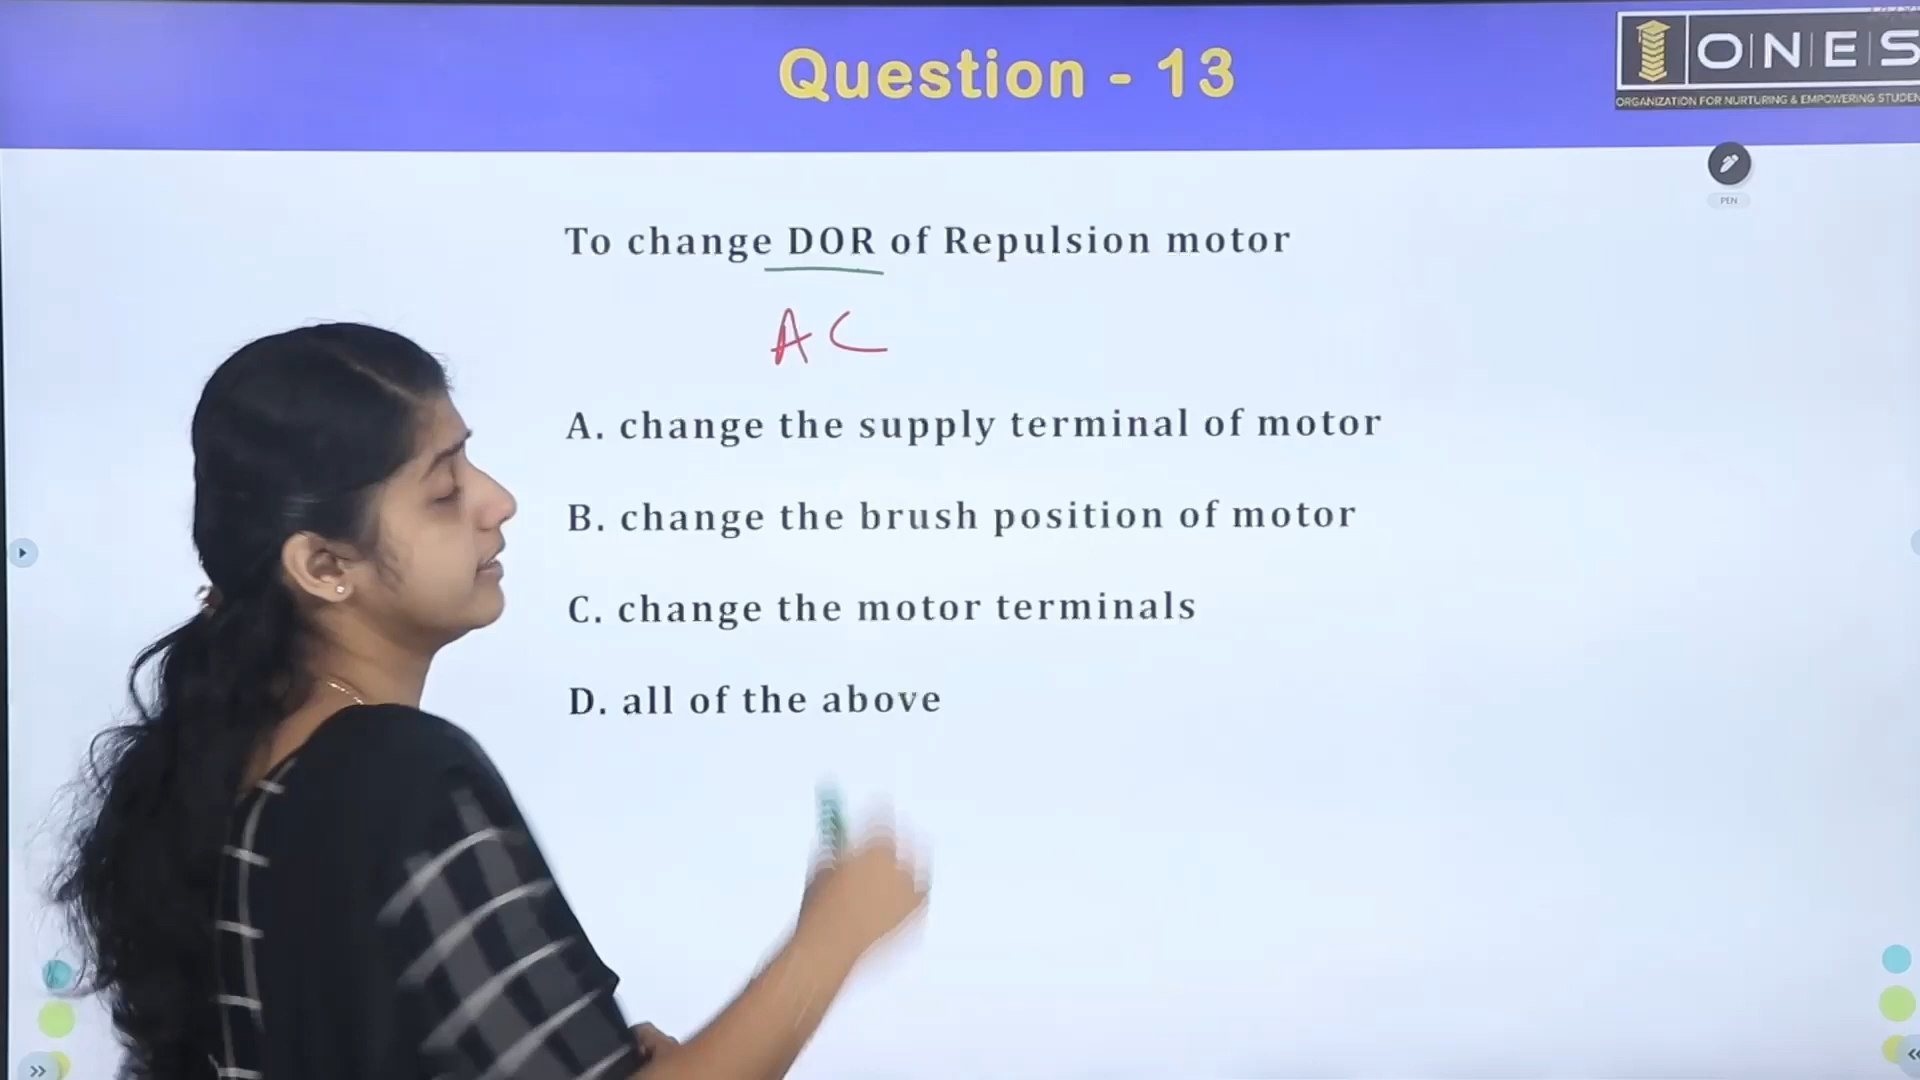 Question - 13
ONES
ORGANIZATION FOR NURTURING & EMPOWERING STUDEN
PEN
To change DOR of Repulsion motor
AC
A. change the supply terminal of motor
B. change the brush position of motor
C. change the motor terminals
D. all of the above